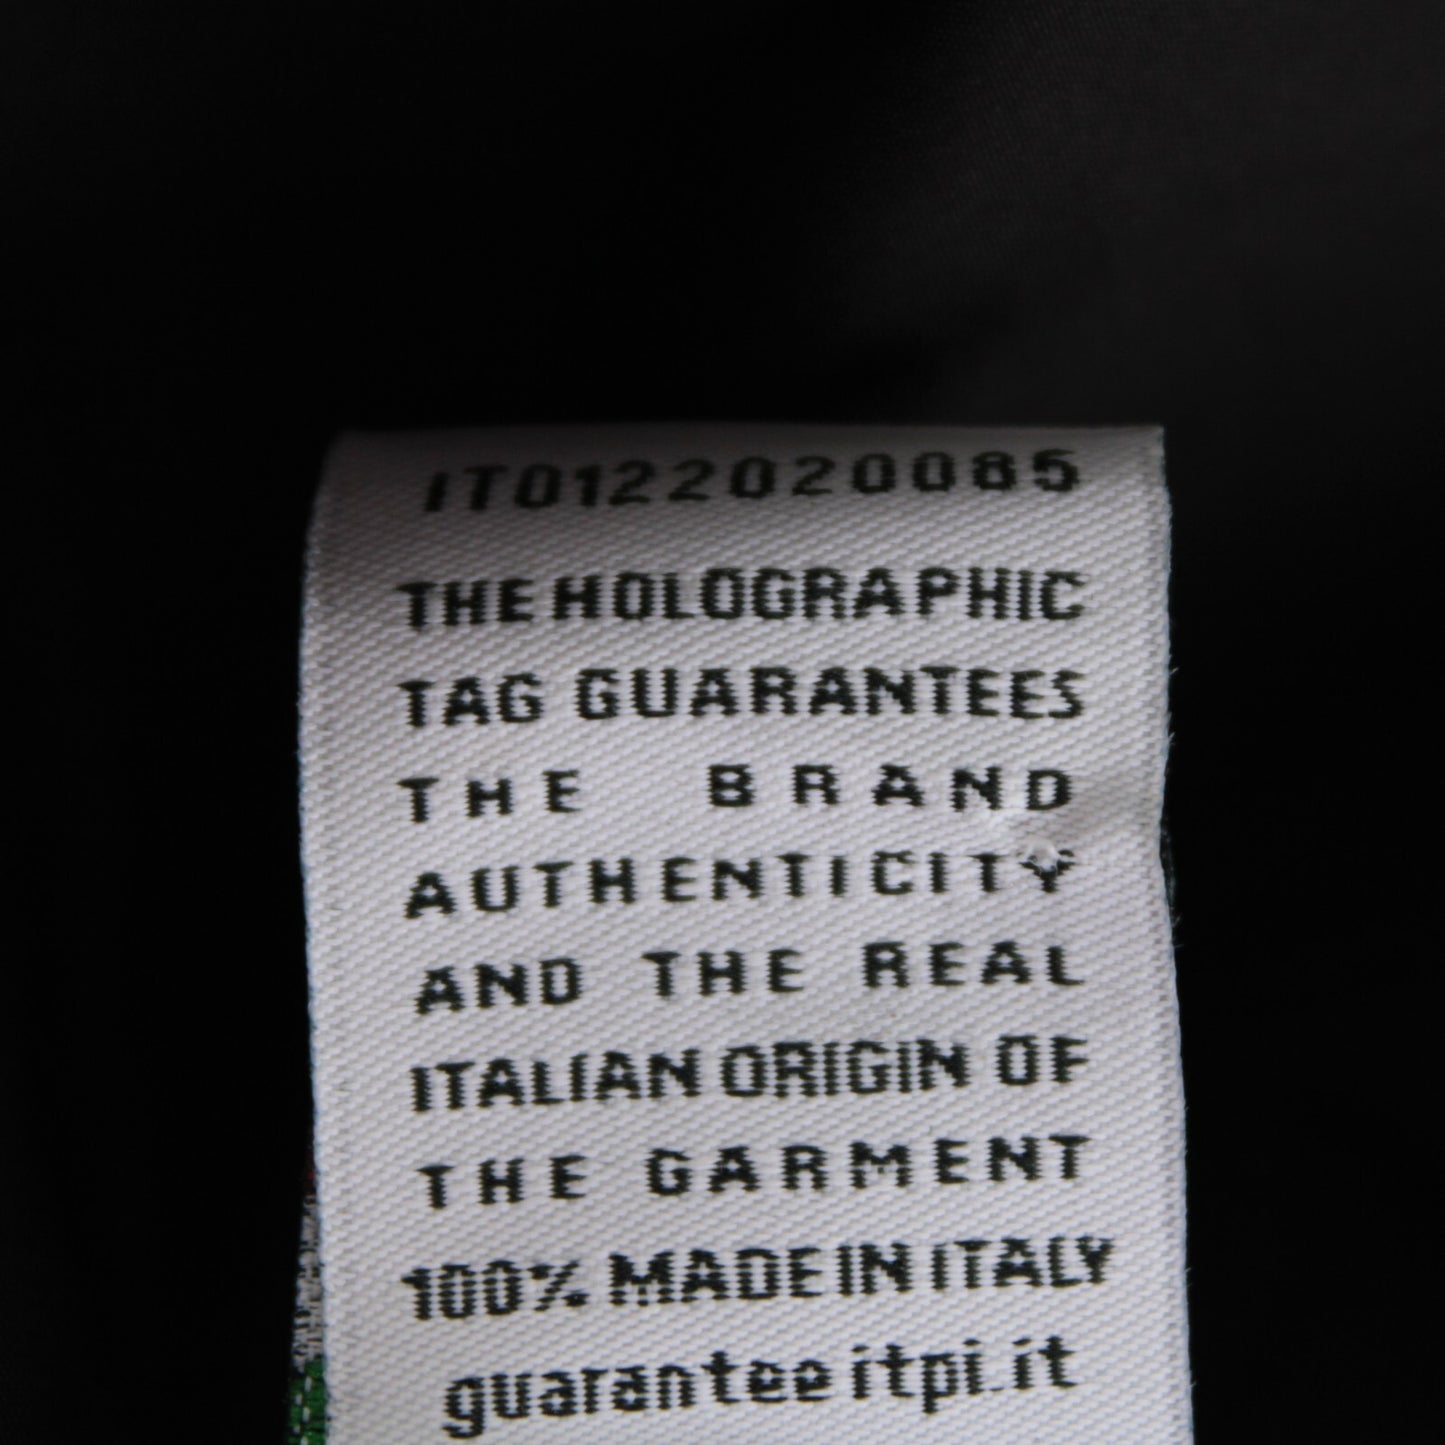 IT0122020085
THE HOLOGRAPHIC
TAG GUARANTEES
THE BRAND
AUTHENTICITY
AND THE REAL
ITALIAN ORIGIN OF
THE GARMENT
100% MADE IN ITALY
guarantee itpi.it